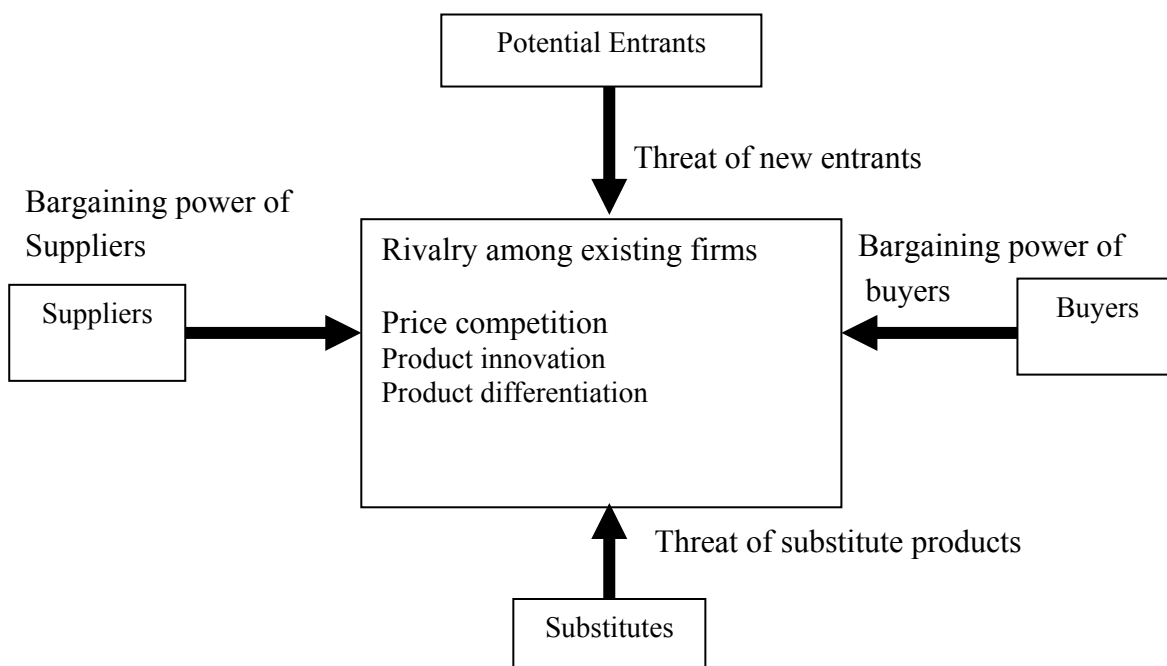 Potential Entrants
Threat of new entrants
Bargaining power of
Suppliers
Suppliers
Rivalry among existing firms
Price competition
Product innovation
Product differentiation
Bargaining power of
buyers
Buyers
Threat of substitute products
Substitutes